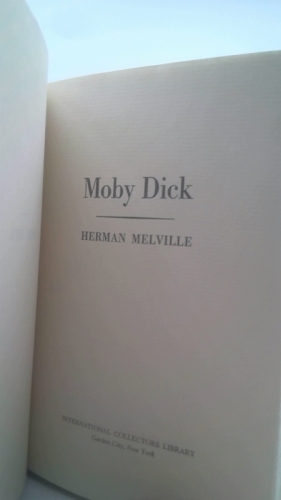 Moby Dick
HERMAN MELVILLE
INTERNATIONAL COLLECTORS LIBRARY
Garden City, New York